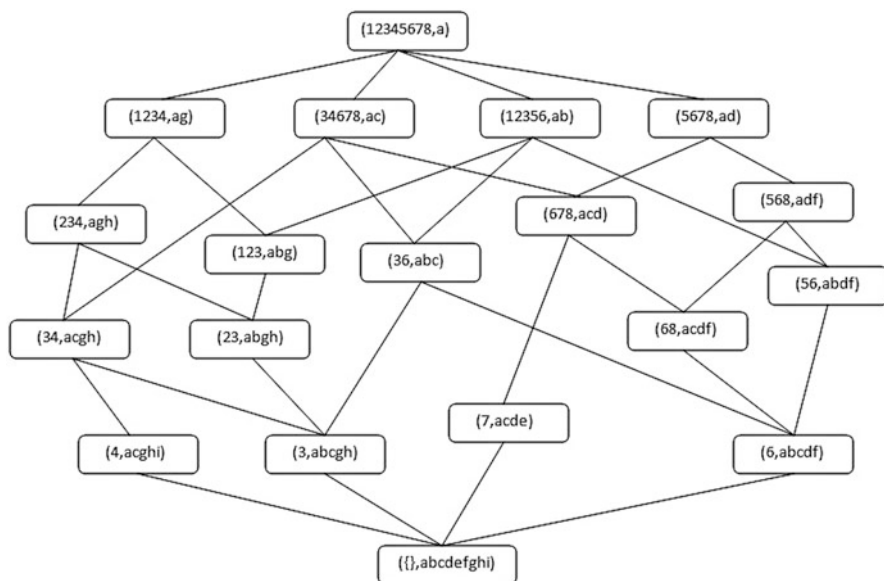 (12345678,a)
(1234,ag)
(34678,ac)
(12356,ab)
(5678,ad)
(234,agh)
(123,abg)
(36,abc)
(678,acd)
(568,adf)
(56,abdf)
(34,acgh)
(23,abgh)
(68,acdf)
(4,acghi)
(3,abcgh)
(7,acde)
(6,abcdf)
({},abcdefghi)